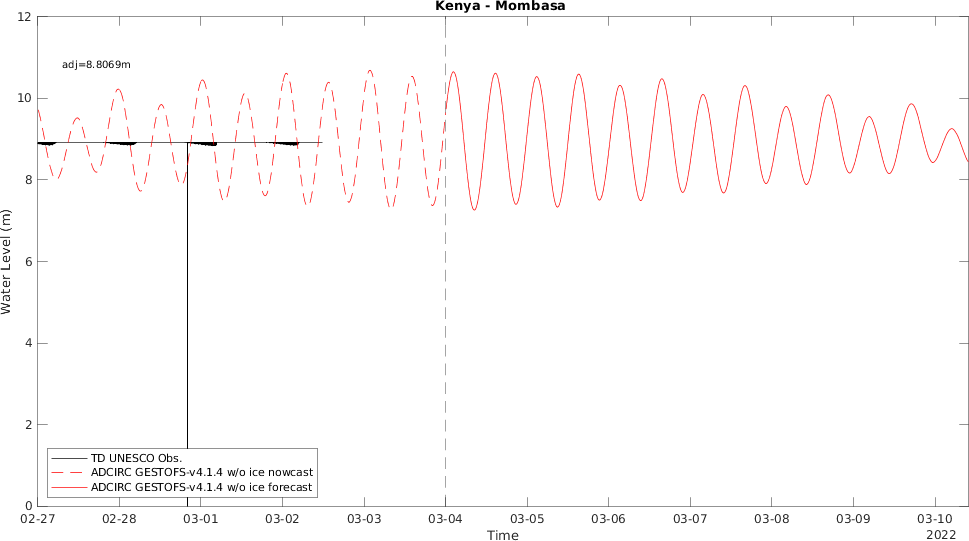 Kenya - Mombasa
adj=8.8069m
Water Level (m)
12
10
8
6
4
2
0
TD UNESCO Obs.
ADCIRC GESTOFS-v4.1.4 w/o ice nowcast
ADCIRC GESTOFS-v4.1.4 w/o ice forecast
02-27 02-28 03-01 03-02 03-03 03-04 03-05 03-06 03-07 03-08 03-09 03-10
Time
2022